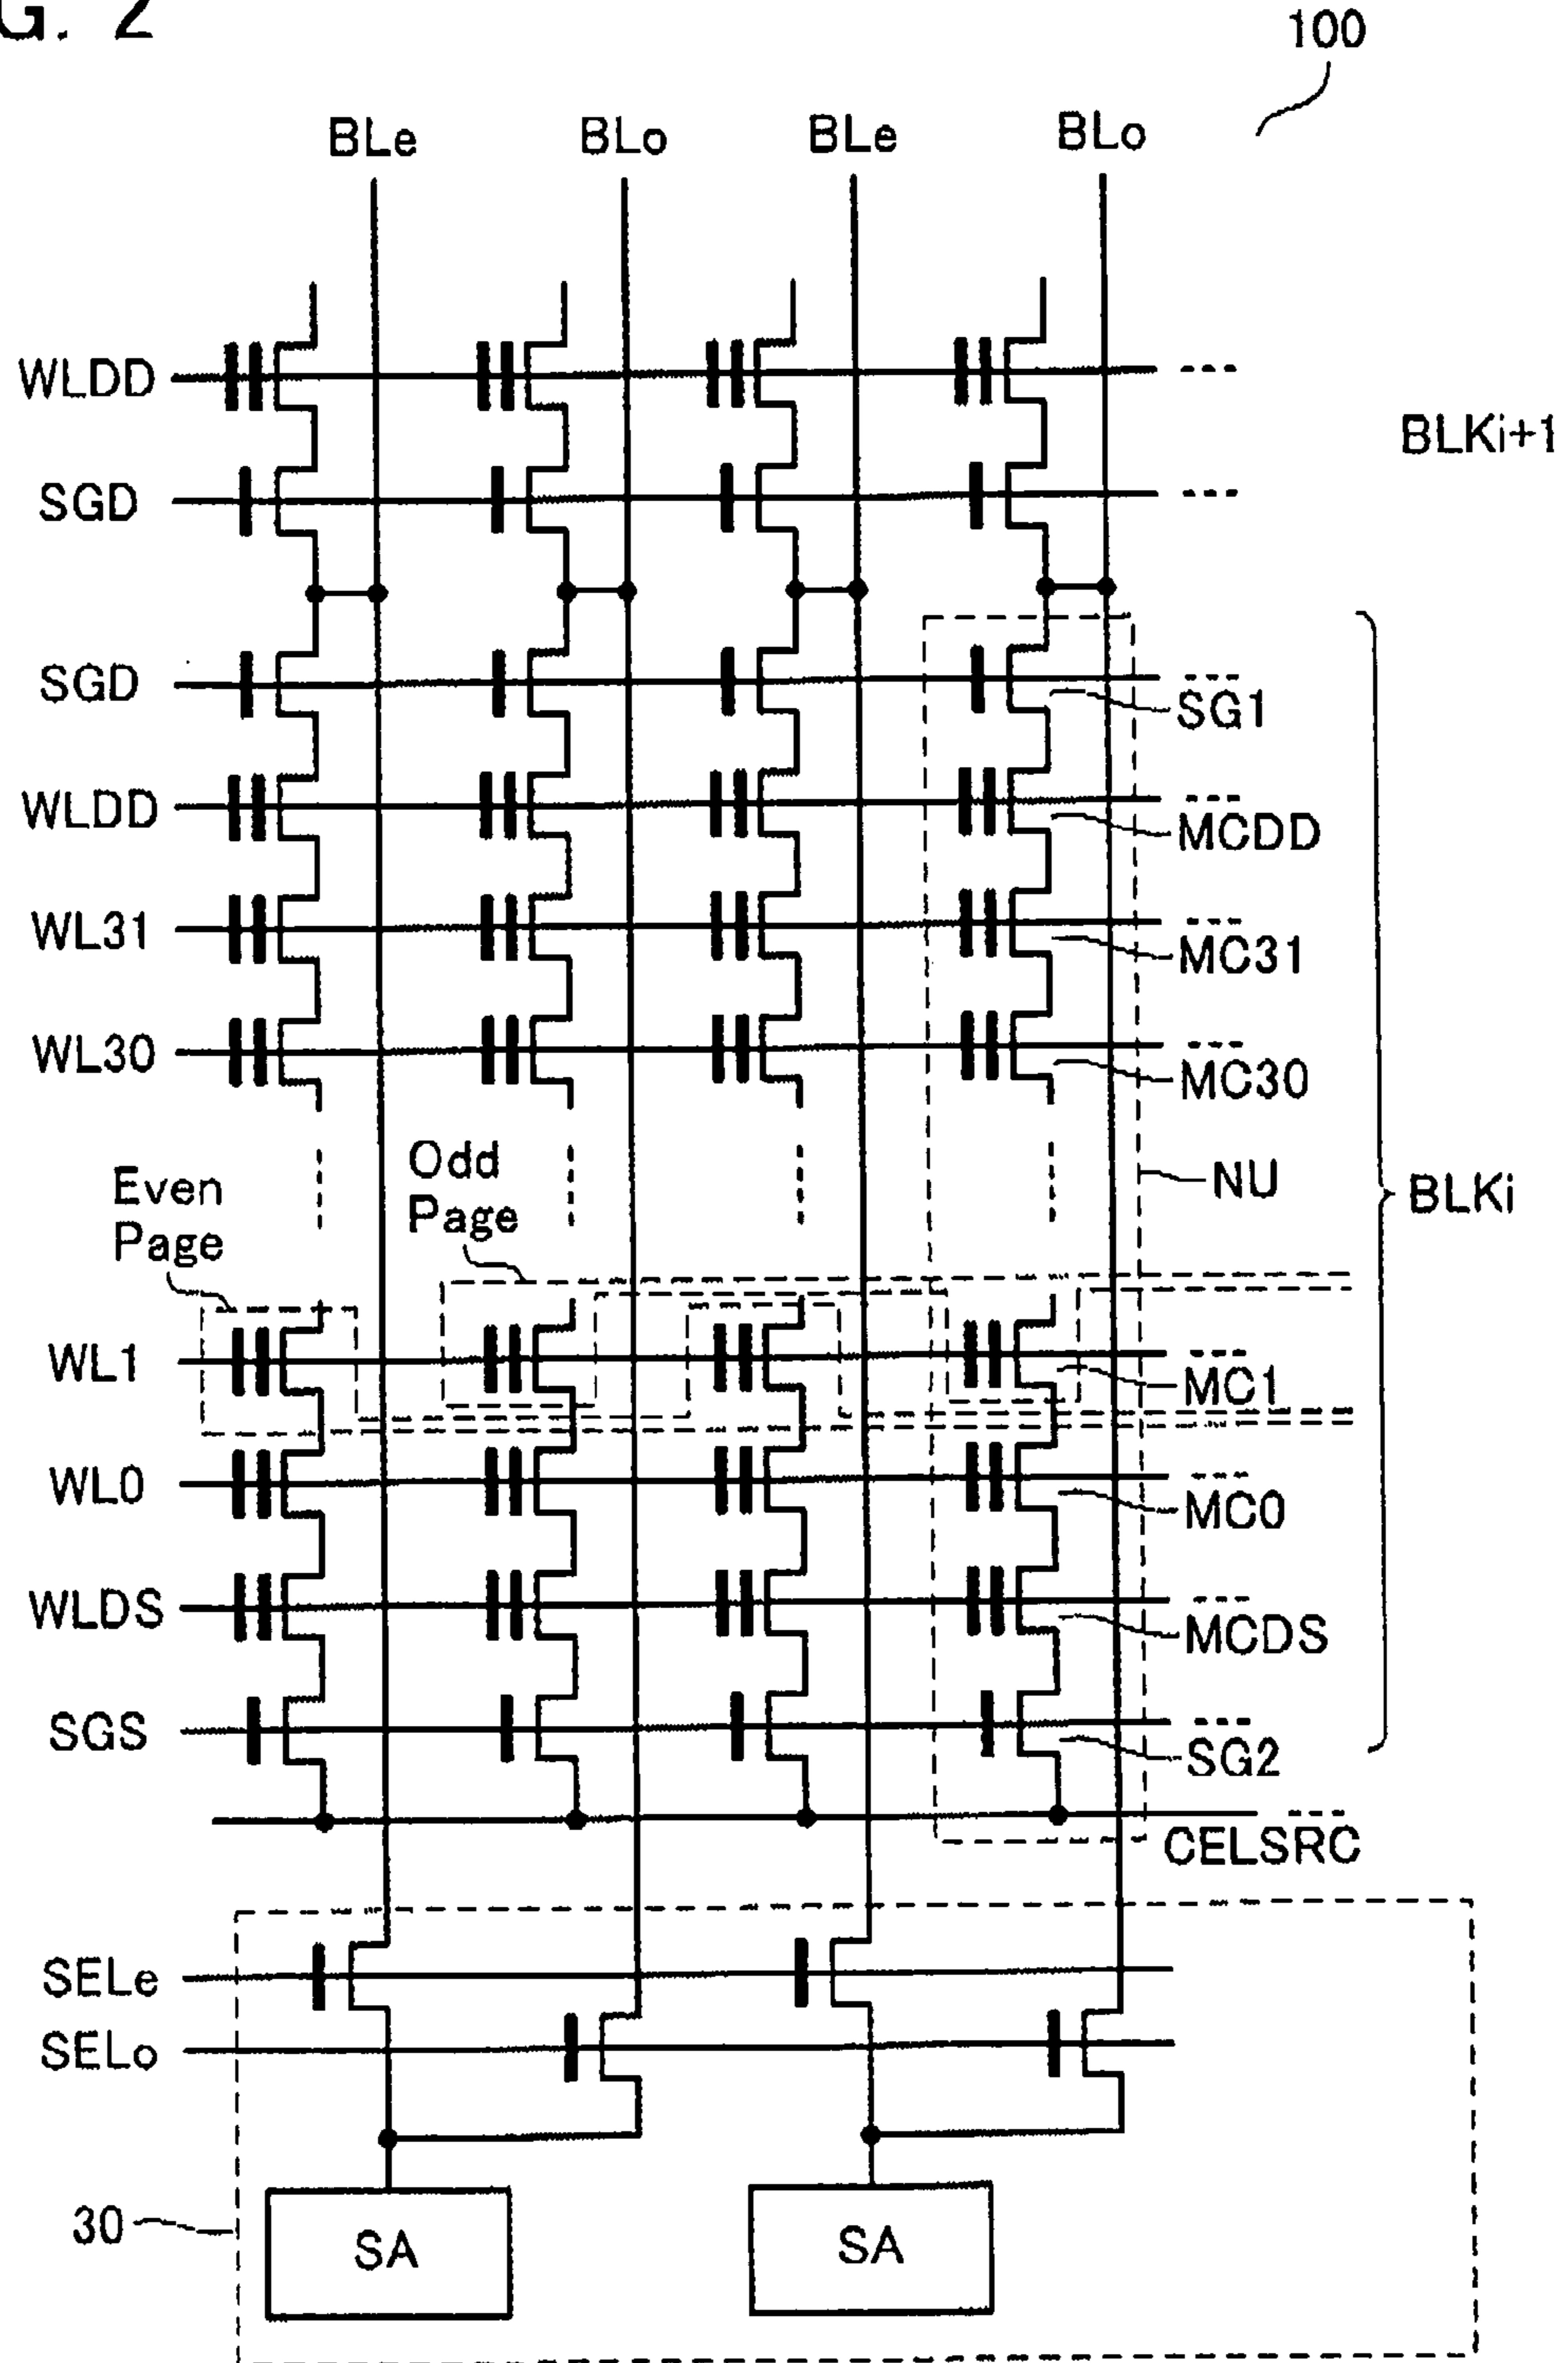 G. 2
100
BLe BLo BLe BLo
WLDD
BLKi+1
SGD
SGD
SG1
WLDD
MCDD
WL31
MC31
WL30
MC30
Even
Page
Odd
Page
NU
BLKi
WL1
MC1
WL0
MC0
WLDS
MCDS
SGS
SG2
CELSRC
SELe
SELo
30
SA SA